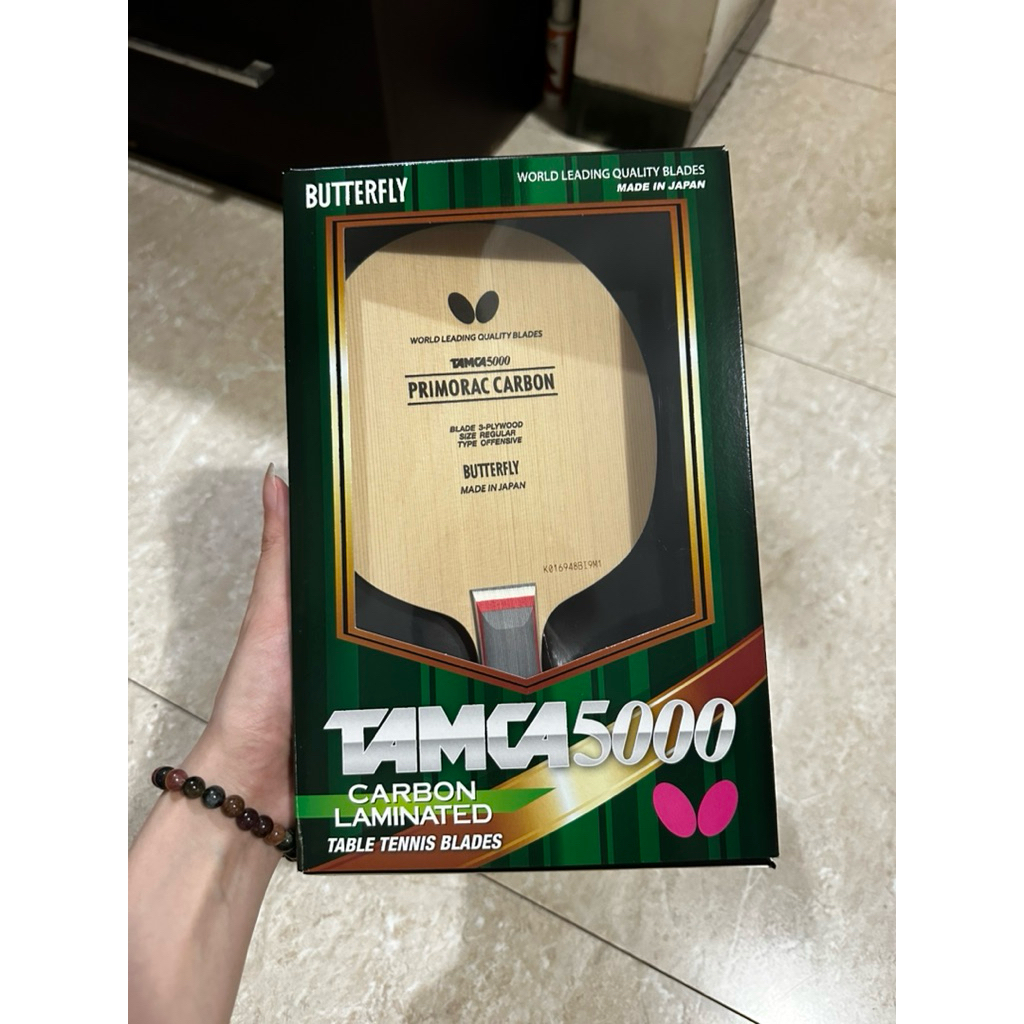 BUTTERFLY
WORLD LEADING QUALITY BLADES
MADE IN JAPAN
WORLD LEADING QUALITY BLADES
TAMCA5000
PRIMORAC CARBON
BLADE 3-PLYWOOD
SIZE REGULAR
TYPE OFFENSIVE
BUTTERFLY
MADE IN JAPAN
K016948BI9M1
TAMCA5000
CARBON
LAMINATED
TABLE TENNIS BLADES